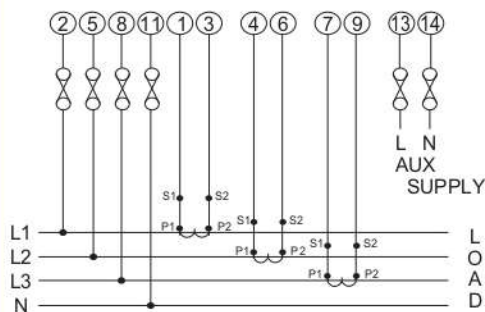 2 5 8 11 1 3 4 6 7 9 13 14
L N
AUX
SUPPLY
S1 S2
S1 S2
L1 P1 P2 L
S1 S2
L2 P1 P2 O
L3 P1 P2 A
N D